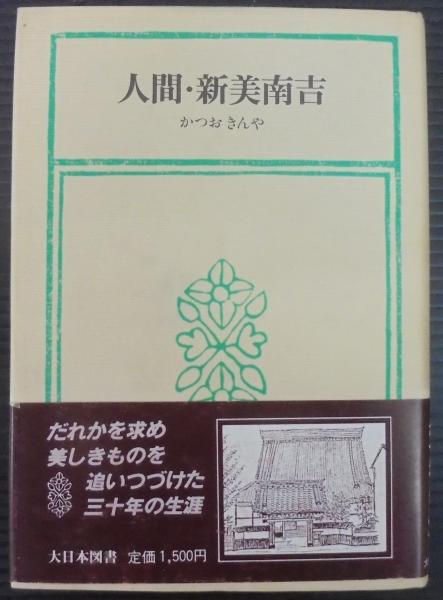 人間・新美南吉
かつおきんや
だれかを求め
美しきものを
追いつづけた
三十年の生涯
大日本図書 定価1,500円